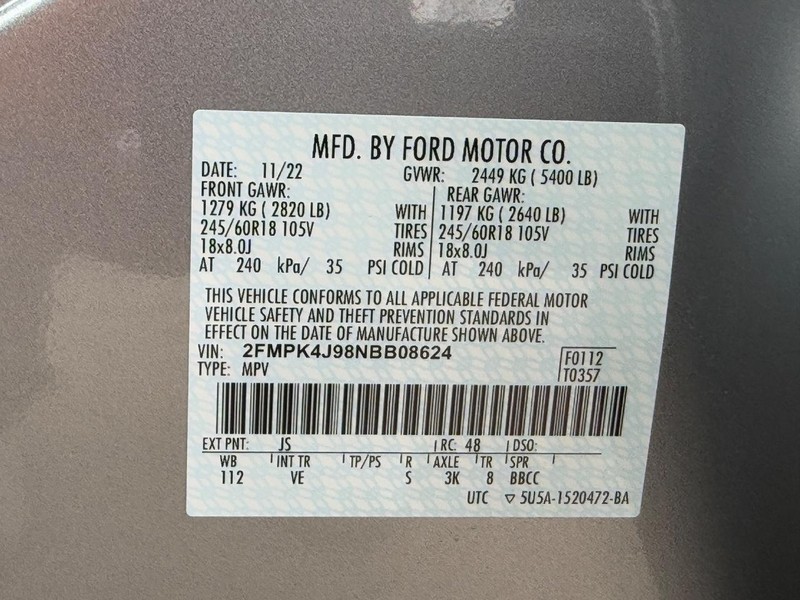 MFD. BY FORD MOTOR CO.
DATE: 11/22 GVWR: 2449 KG ( 5400 LB)
FRONT GAWR: REAR GAWR:
1279 KG ( 2820 LB) WITH 1197 KG ( 2640 LB) WITH
245/60R18 105V TIRES 245/60R18 105V TIRES
18x8.0J RIMS 18x8.0J RIMS
AT 240 kPa/ 35 PSI COLD AT 240 kPa/ 35 PSI COLD
THIS VEHICLE CONFORMS TO ALL APPLICABLE FEDERAL MOTOR
VEHICLE SAFETY AND THEFT PREVENTION STANDARDS IN
EFFECT ON THE DATE OF MANUFACTURE SHOWN ABOVE.
VIN: 2FMPK4J98NBB08624 F0112
TYPE: MPV T0357
EXT PNT: JS RC: 48 DSO:
WB INT TR TP/PS R AXLE TR SPR
112 VE S 3K 8 BBCC
UTC ▽ 5U5A-1520472-BA